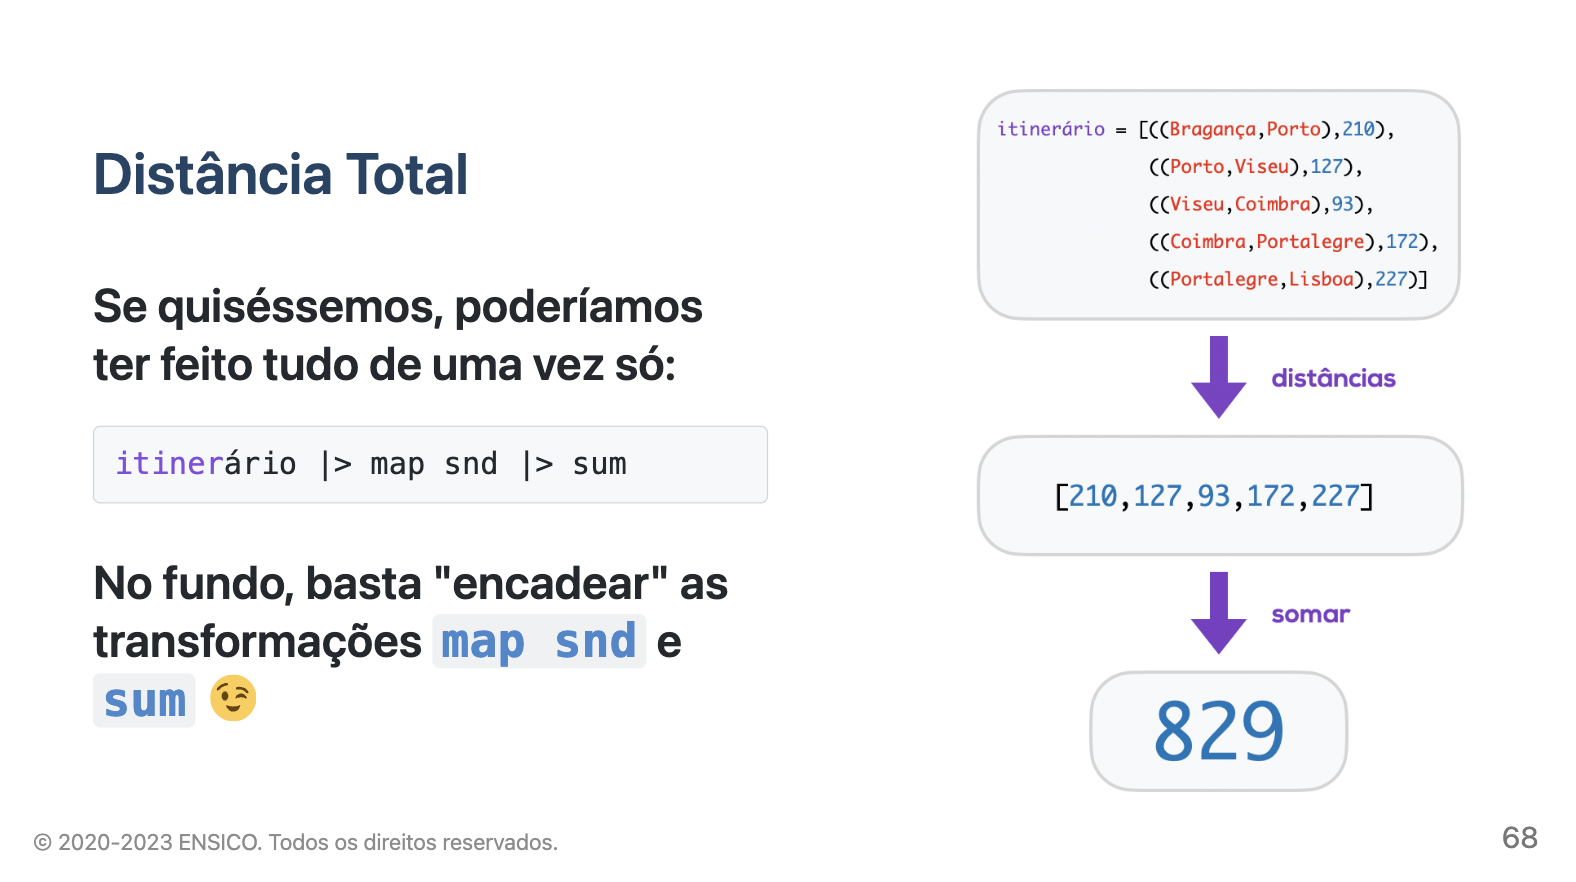 Distância Total
Se quiséssemos, poderíamos
ter feito tudo de uma vez só:
itinerário |> map snd |> sum
No fundo, basta "encadear" as
transformações map snd e
sum 😉
itinerário = [((Bragança,Porto),210),
((Porto,Viseu),127),
((Viseu,Coimbra),93),
((Coimbra,Portalegre),172),
((Portalegre,Lisboa),227)]
distâncias
[210,127,93,172,227]
somar
829
© 2020-2023 ENSICO. Todos os direitos reservados.
68